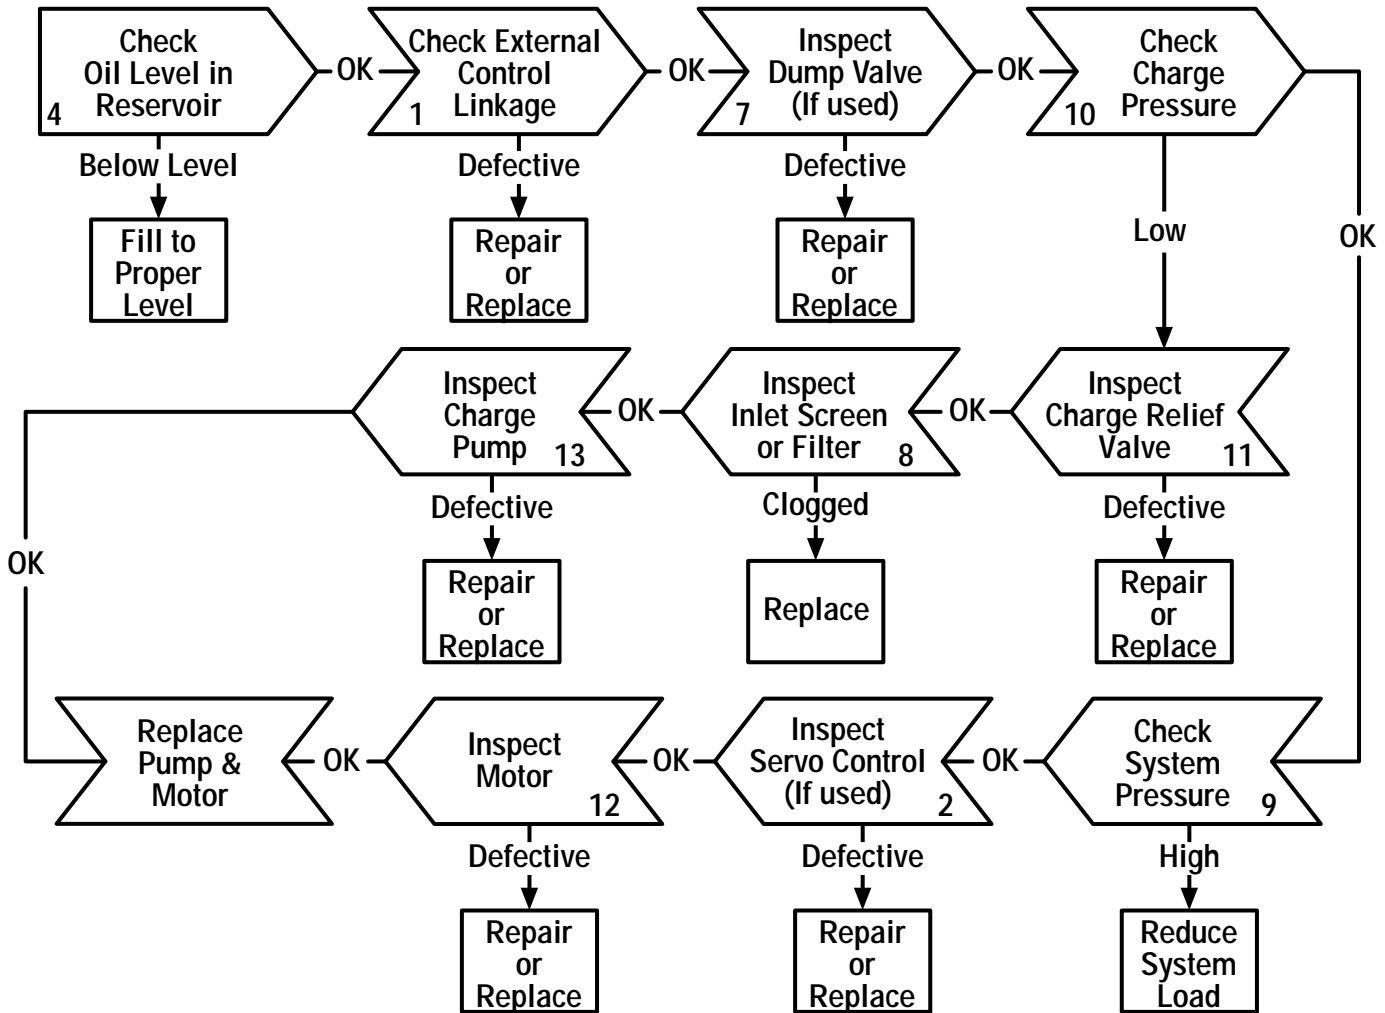 Check
Oil Level in
Reservoir
4
OK
Check External
Control
Linkage
1
OK
Inspect
Dump Valve
(If used)
7
OK
Check
Charge
Pressure
10
Below Level
Defective
Defective
Low
OK
Fill to
Proper
Level
Repair
or
Replace
Repair
or
Replace
Inspect
Charge
Pump
13
OK
Inspect
Inlet Screen
or Filter
8
OK
Inspect
Charge Relief
Valve
11
Defective
Clogged
Defective
OK
Repair
or
Replace
Replace
Repair
or
Replace
Replace
Pump &
Motor
OK
Inspect
Motor
12
OK
Inspect
Servo Control
(If used)
2
OK
Check
System
Pressure
9
Defective
Defective
High
Repair
or
Replace
Repair
or
Replace
Reduce
System
Load